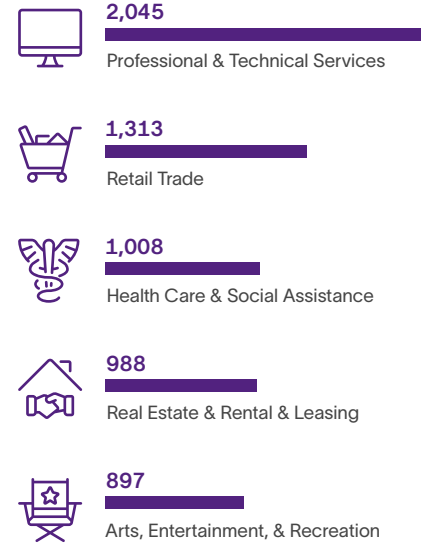 2,045
Professional & Technical Services
1,313
Retail Trade
1,008
Health Care & Social Assistance
988
Real Estate & Rental & Leasing
897
Arts, Entertainment, & Recreation